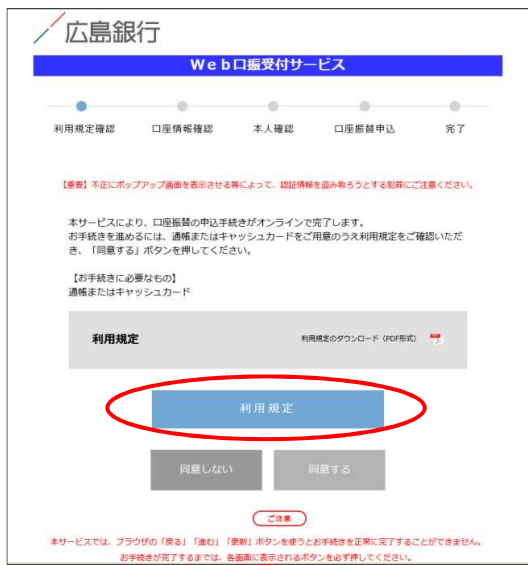 広島銀行
Web口振受付サービス
利用規定確認 口座情報確認 本人確認 口座振替申込 完了
【重要】不正にポップアップ画面を表示させる等によって、認証情報を盗み取ろうとする犯罪にご注意ください。
本サービスにより、口座振替の申込手続きがオンラインで完了します。
お手続きを進めるには、通帳またはキャッシュカードをご用意のうえ利用規定をご確認いただ
き、「同意する」ボタンを押してください。
【お手続きに必要なもの】
通帳またはキャッシュカード
利用規定 利用規定のダウンロード（PDF形式）
利用規定
同意しない 同意する
ご注意
本サービスでは、ブラウザの「戻る」「進む」「更新」ボタンを使うとお手続きを正常に完了することができません。
お手続きが完了するまでは、各画面に表示されるボタンを必ず押してください。